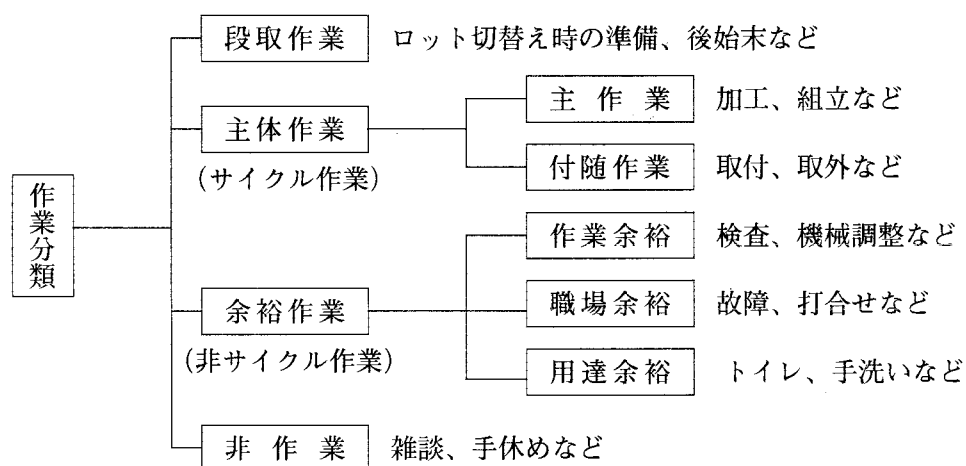 段取作業 ロット切替え時の準備、後始末など
主作業 加工、組立など
主体作業
(サイクル作業)
付随作業 取付、取外など
作業分類
作業余裕 検査、機械調整など
余裕作業
(非サイクル作業)
職場余裕 故障、打合せなど
用達余裕 トイレ、手洗いなど
非作業 雑談、手休めなど